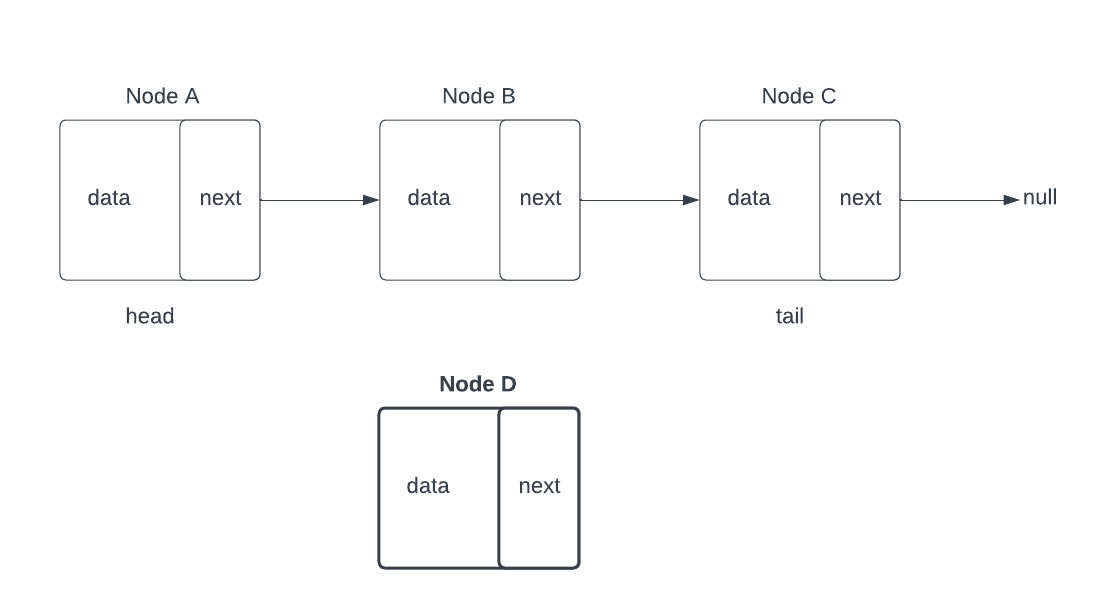 Node A
Node B
Node C
data
next
data
next
data
next
null
head
tail
Node D
data
next